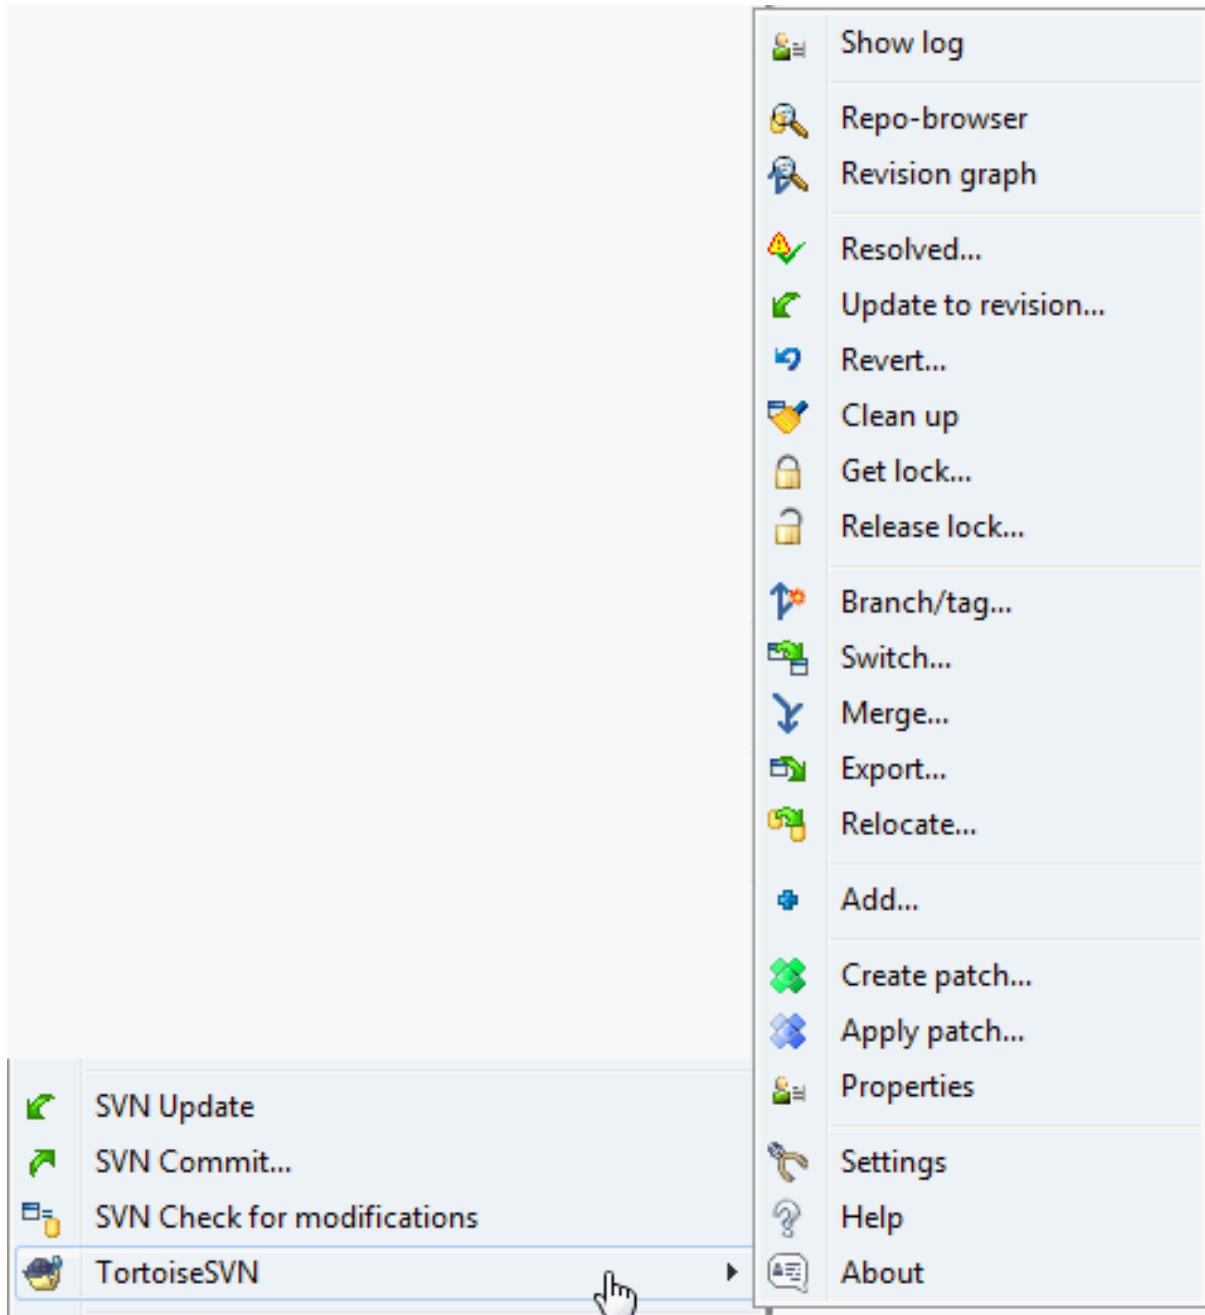 Show log
Repo-browser
Revision graph
Resolved...
Update to revision...
Revert...
Clean up
Get lock...
Release lock...
Branch/tag...
Switch...
Merge...
Export...
Relocate...
Add...
Create patch...
Apply patch...
Properties
Settings
Help
About
SVN Update
SVN Commit...
SVN Check for modifications
TortoiseSVN